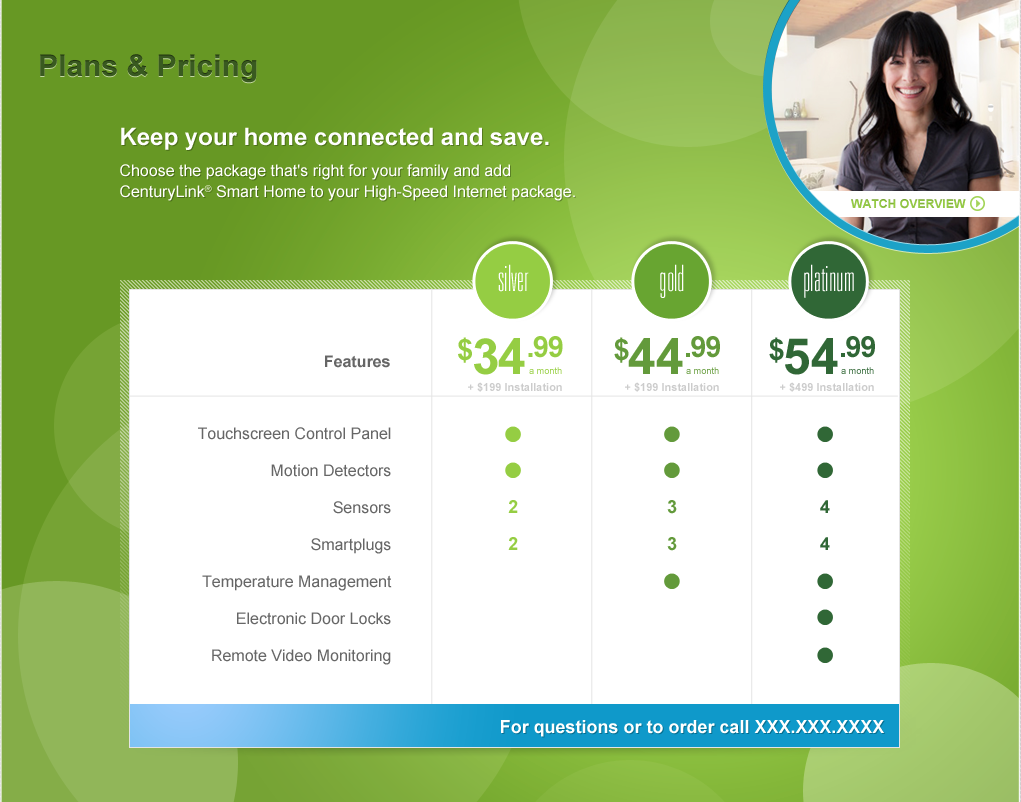 Plans & Pricing
WATCH OVERVIEW
Keep your home connected and save.
Choose the package that's right for your family and add
CenturyLink® Smart Home to your High-Speed Internet package.
silver gold platinum
Features $34.99 a month $44.99 a month $54.99 a month
+ $199 Installation + $199 Installation + $499 Installation
Touchscreen Control Panel
Motion Detectors
Sensors 2 3 4
Smartplugs 2 3 4
Temperature Management
Electronic Door Locks
Remote Video Monitoring
For questions or to order call XXX.XXX.XXXX